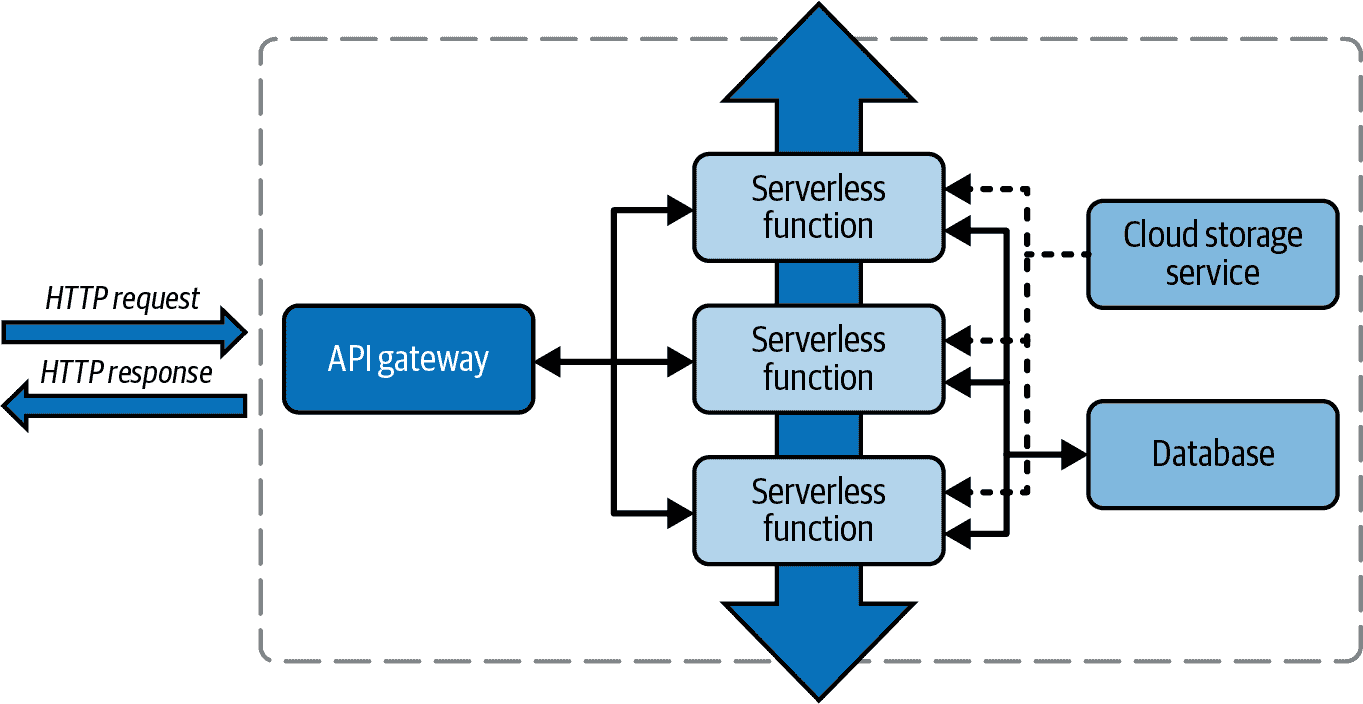 HTTP request
HTTP response
API gateway
Serverless
function
Serverless
function
Serverless
function
Cloud storage
service
Database